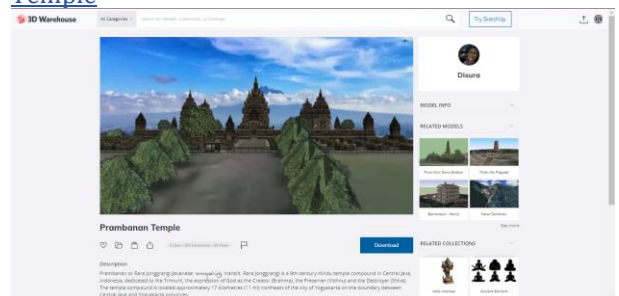 Temple
3D Warehouse
All Categories
Try SketchUp
Disura
MODEL INFO
RELATED MODELS
Prambanan Temple
See more
Download
RELATED COLLECTIONS
Description
Prambanan or Rara Jonggrang (Javanese: translit. Rara Jonggrang) is a 9th century Hindu temple compound in Central Java,
Indonesia, dedicated to the Trimurti, the expression of God as the Creator (Brahma), the Preserver (Vishnu) and the Destroyer (Shiva).
The temple compound is located approximately 17 kilometres (11 mi) northeast of the city of Yogyakarta on the boundary between
Central Java and Yogyakarta provinces.